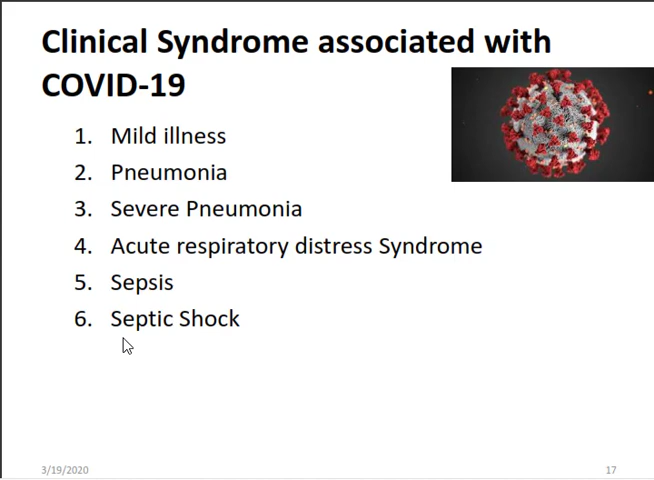 Clinical Syndrome associated with
COVID-19
1. Mild illness
2. Pneumonia
3. Severe Pneumonia
4. Acute respiratory distress Syndrome
5. Sepsis
6. Septic Shock
3/19/2020
17